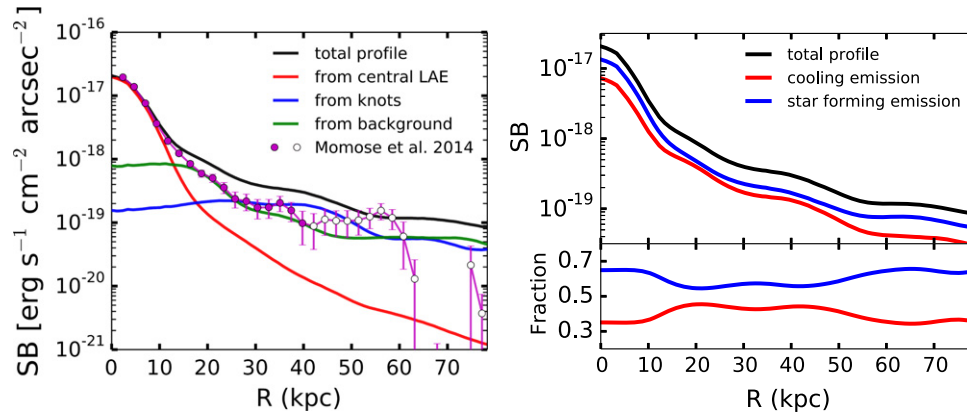 SB [erg s⁻¹ cm⁻² arcsec⁻²]
10⁻¹⁶
10⁻¹⁷
10⁻¹⁸
10⁻¹⁹
10⁻²⁰
10⁻²¹
total profile
from central LAE
from knots
from background
Momose et al. 2014
0 10 20 30 40 50 60 70
R (kpc)
SB
10⁻¹⁷
10⁻¹⁸
10⁻¹⁹
total profile
cooling emission
star forming emission
Fraction
0.7
0.5
0.3
0 10 20 30 40 50 60 70
R (kpc)